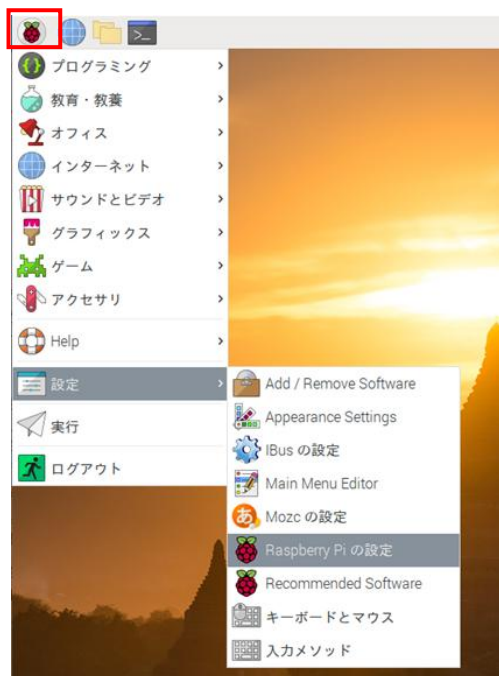 プログラミング
教育・教養
オフィス
インターネット
サウンドとビデオ
グラフィックス
ゲーム
アクセサリ
Help
設定
実行
ログアウト
Add / Remove Software
Appearance Settings
IBus の設定
Main Menu Editor
Mozc の設定
Raspberry Pi の設定
Recommended Software
キーボードとマウス
入力メソッド